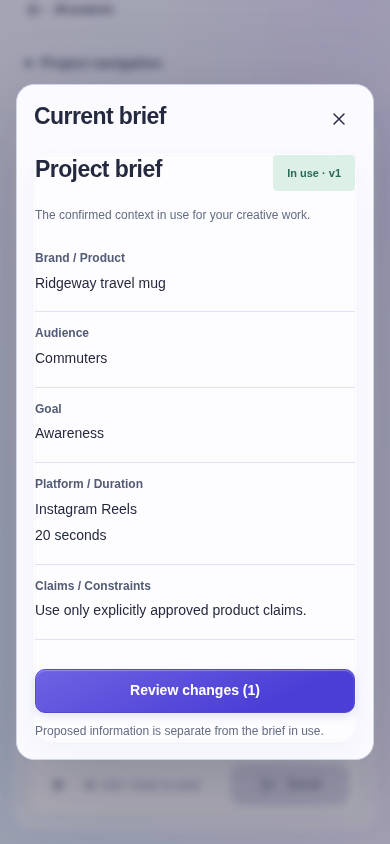 Project navigation
Current brief
Project brief
In use · v1
The confirmed context in use for your creative work.
Brand / Product
Ridgeway travel mug
Audience
Commuters
Goal
Awareness
Platform / Duration
Instagram Reels
20 seconds
Claims / Constraints
Use only explicitly approved product claims.
Review changes (1)
Proposed information is separate from the brief in use.